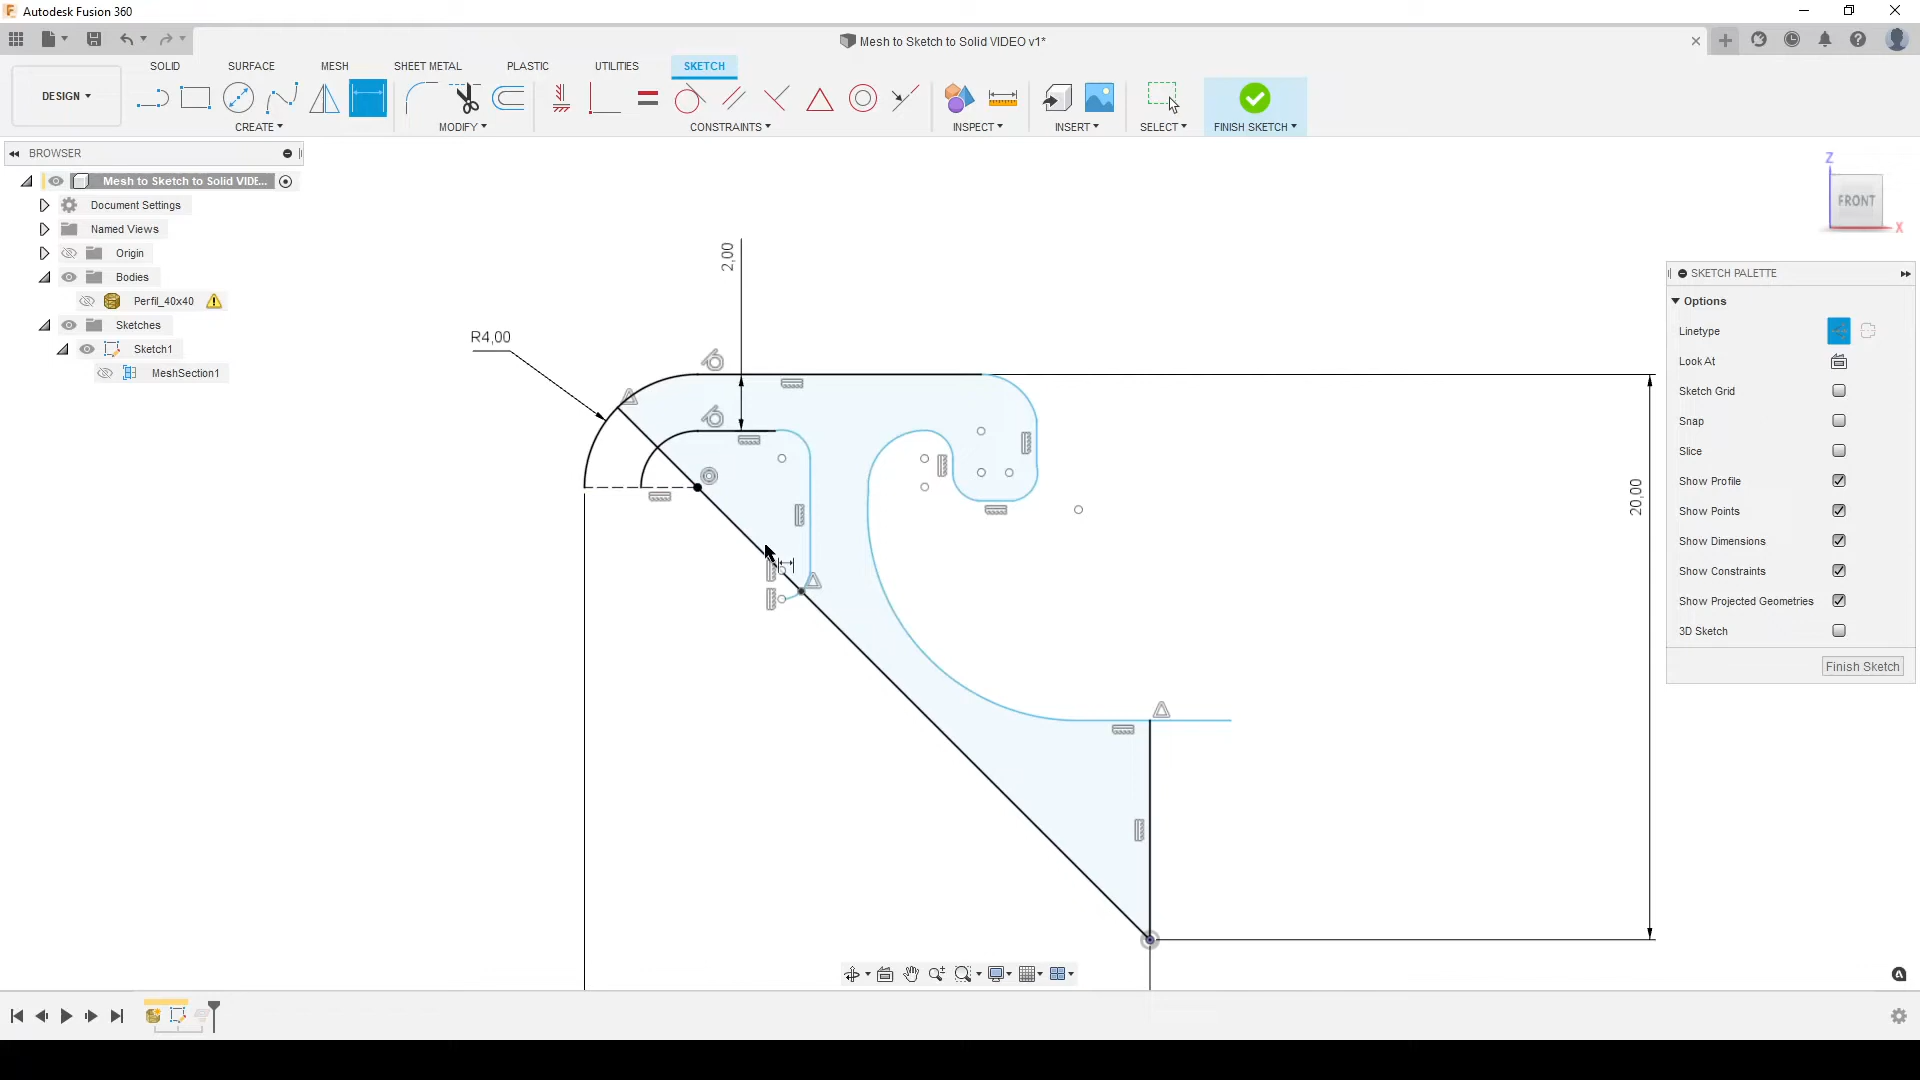 Autodesk Fusion 360
Mesh to Sketch to Solid VIDEO v1*
SOLID SURFACE MESH SHEET METAL PLASTIC UTILITIES SKETCH
DESIGN
CREATE MODIFY CONSTRAINTS INSPECT INSERT SELECT FINISH SKETCH
BROWSER
Mesh to Sketch to Solid VIDE...
Document Settings
Named Views
Origin
Bodies
Perfil_40x40
Sketches
Sketch1
MeshSection1
2,00
R4,00
20,00
Z
FRONT
X
SKETCH PALETTE
Options
Linetype
Look At
Sketch Grid
Snap
Slice
Show Profile
Show Points
Show Dimensions
Show Constraints
Show Projected Geometries
3D Sketch
Finish Sketch